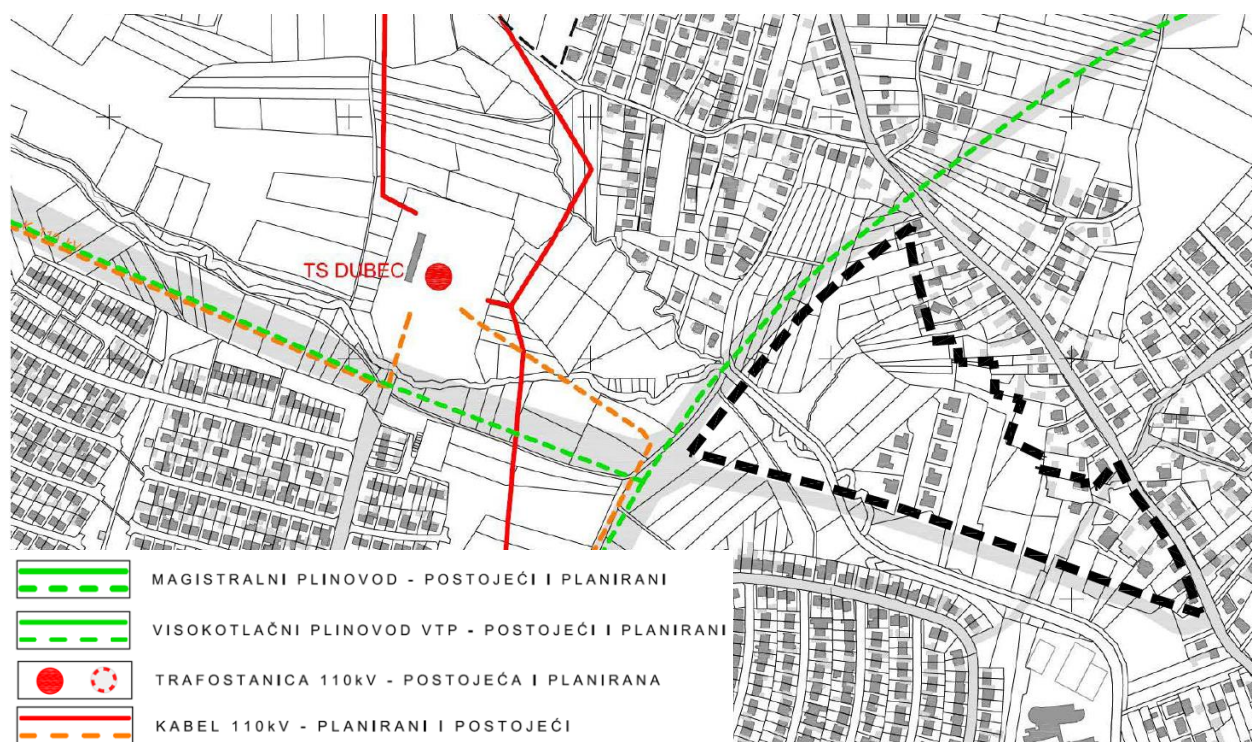 TS DUBEC
MAGISTRALNI PLINOVOD - POSTOJEĆI I PLANIRANI
VISOKOTLAČNI PLINOVOD VTP - POSTOJEĆI I PLANIRANI
TRAFOSTANICA 110kV - POSTOJEĆA I PLANIRANA
KABEL 110kV - PLANIRANI I POSTOJEĆI